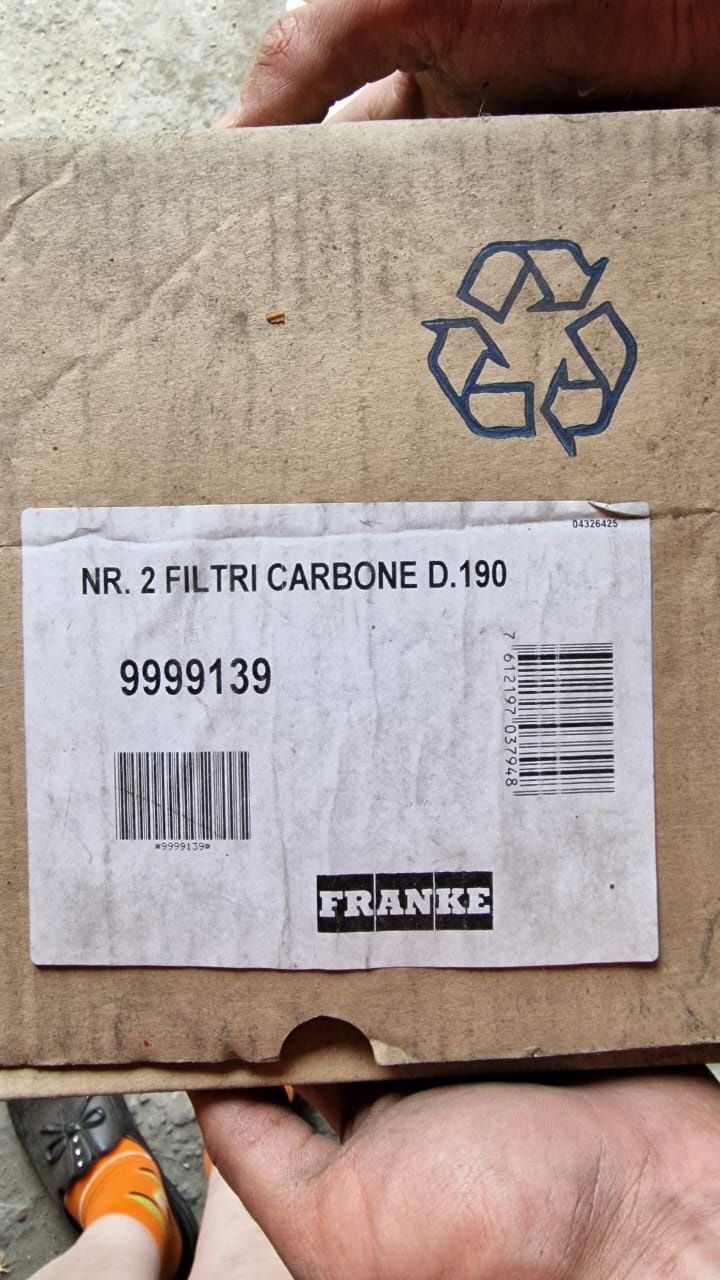 04326425
NR. 2 FILTRI CARBONE D.190
9999139
7 612197 037948
*9999139*
FRANKE